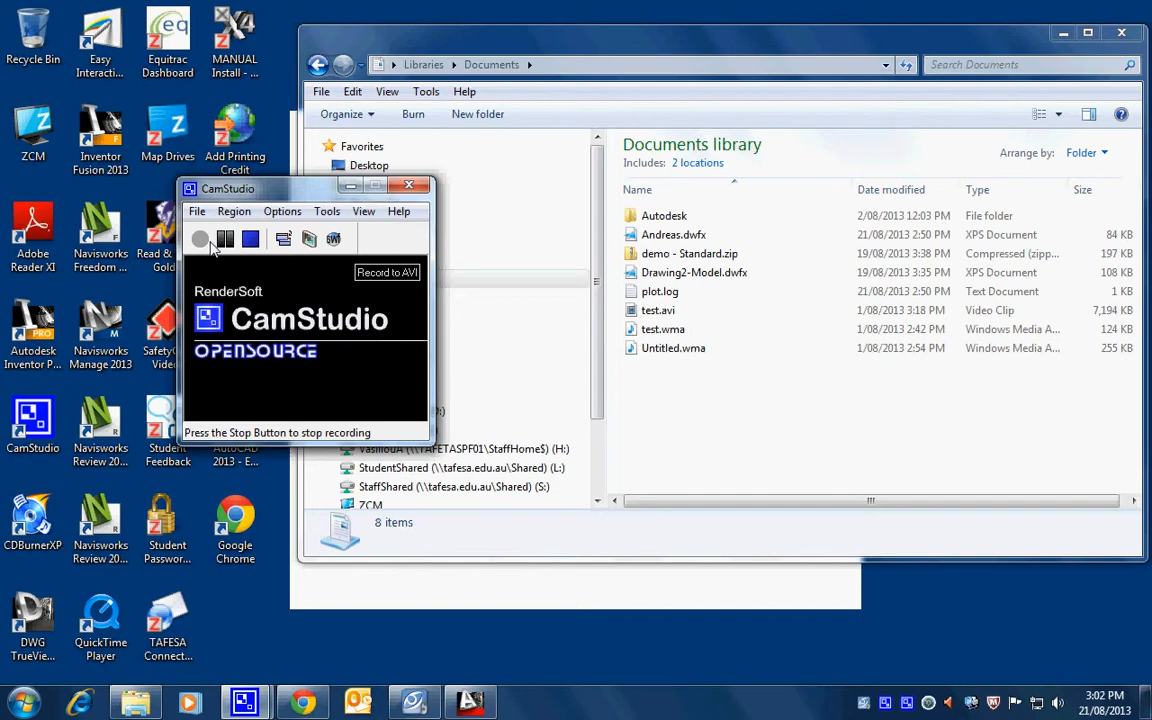 Recycle Bin
Easy Interacti...
Equitrac Dashboard
MANUAL Install - ...
ZCM
Inventor Fusion 2013
Map Drives
Add Printing Credit
Adobe Reader XI
Navisworks Freedom ...
Read &
Gold
Autodesk Inventor P...
Navisworks Manage 2013
Safety
Video
CamStudio
Navisworks Review 20...
Student Feedback
AutoCAD 2013 - E...
CDBurnerXP
Navisworks Review 20...
Student Passwor...
Google Chrome
DWG TrueVie...
QuickTime Player
TAFESA Connect...
Libraries
Documents
Search Documents
File Edit View Tools Help
Organize Burn New folder
Favorites
Desktop
Documents library
Includes: 2 locations
Arrange by: Folder
Name Date modified Type Size
Autodesk 2/08/2013 12:03 PM File folder
Andreas.dwfx 21/08/2013 2:50 PM XPS Document 84 KB
demo - Standard.zip 19/08/2013 3:38 PM Compressed (zipp... 197 KB
Drawing2-Model.dwfx 19/08/2013 3:35 PM XPS Document 108 KB
plot.log 21/08/2013 2:50 PM Text Document 1 KB
test.avi 1/08/2013 3:18 PM Video Clip 7,194 KB
test.wma 1/08/2013 2:42 PM Windows Media A... 124 KB
Untitled.wma 1/08/2013 2:54 PM Windows Media A... 255 KB
CamStudio
File Region Options Tools View Help
Record to AVI
RenderSoft
CamStudio
OPENSOURCE
Press the Stop Button to stop recording
VasiliouA (\\TAFETASPF01\StaffHome$) (H:)
StudentShared (\\tafesa.edu.au\Shared) (L:)
StaffShared (\\tafesa.edu.au\Shared) (S:)
ZCM
8 items
3:02 PM
21/08/2013